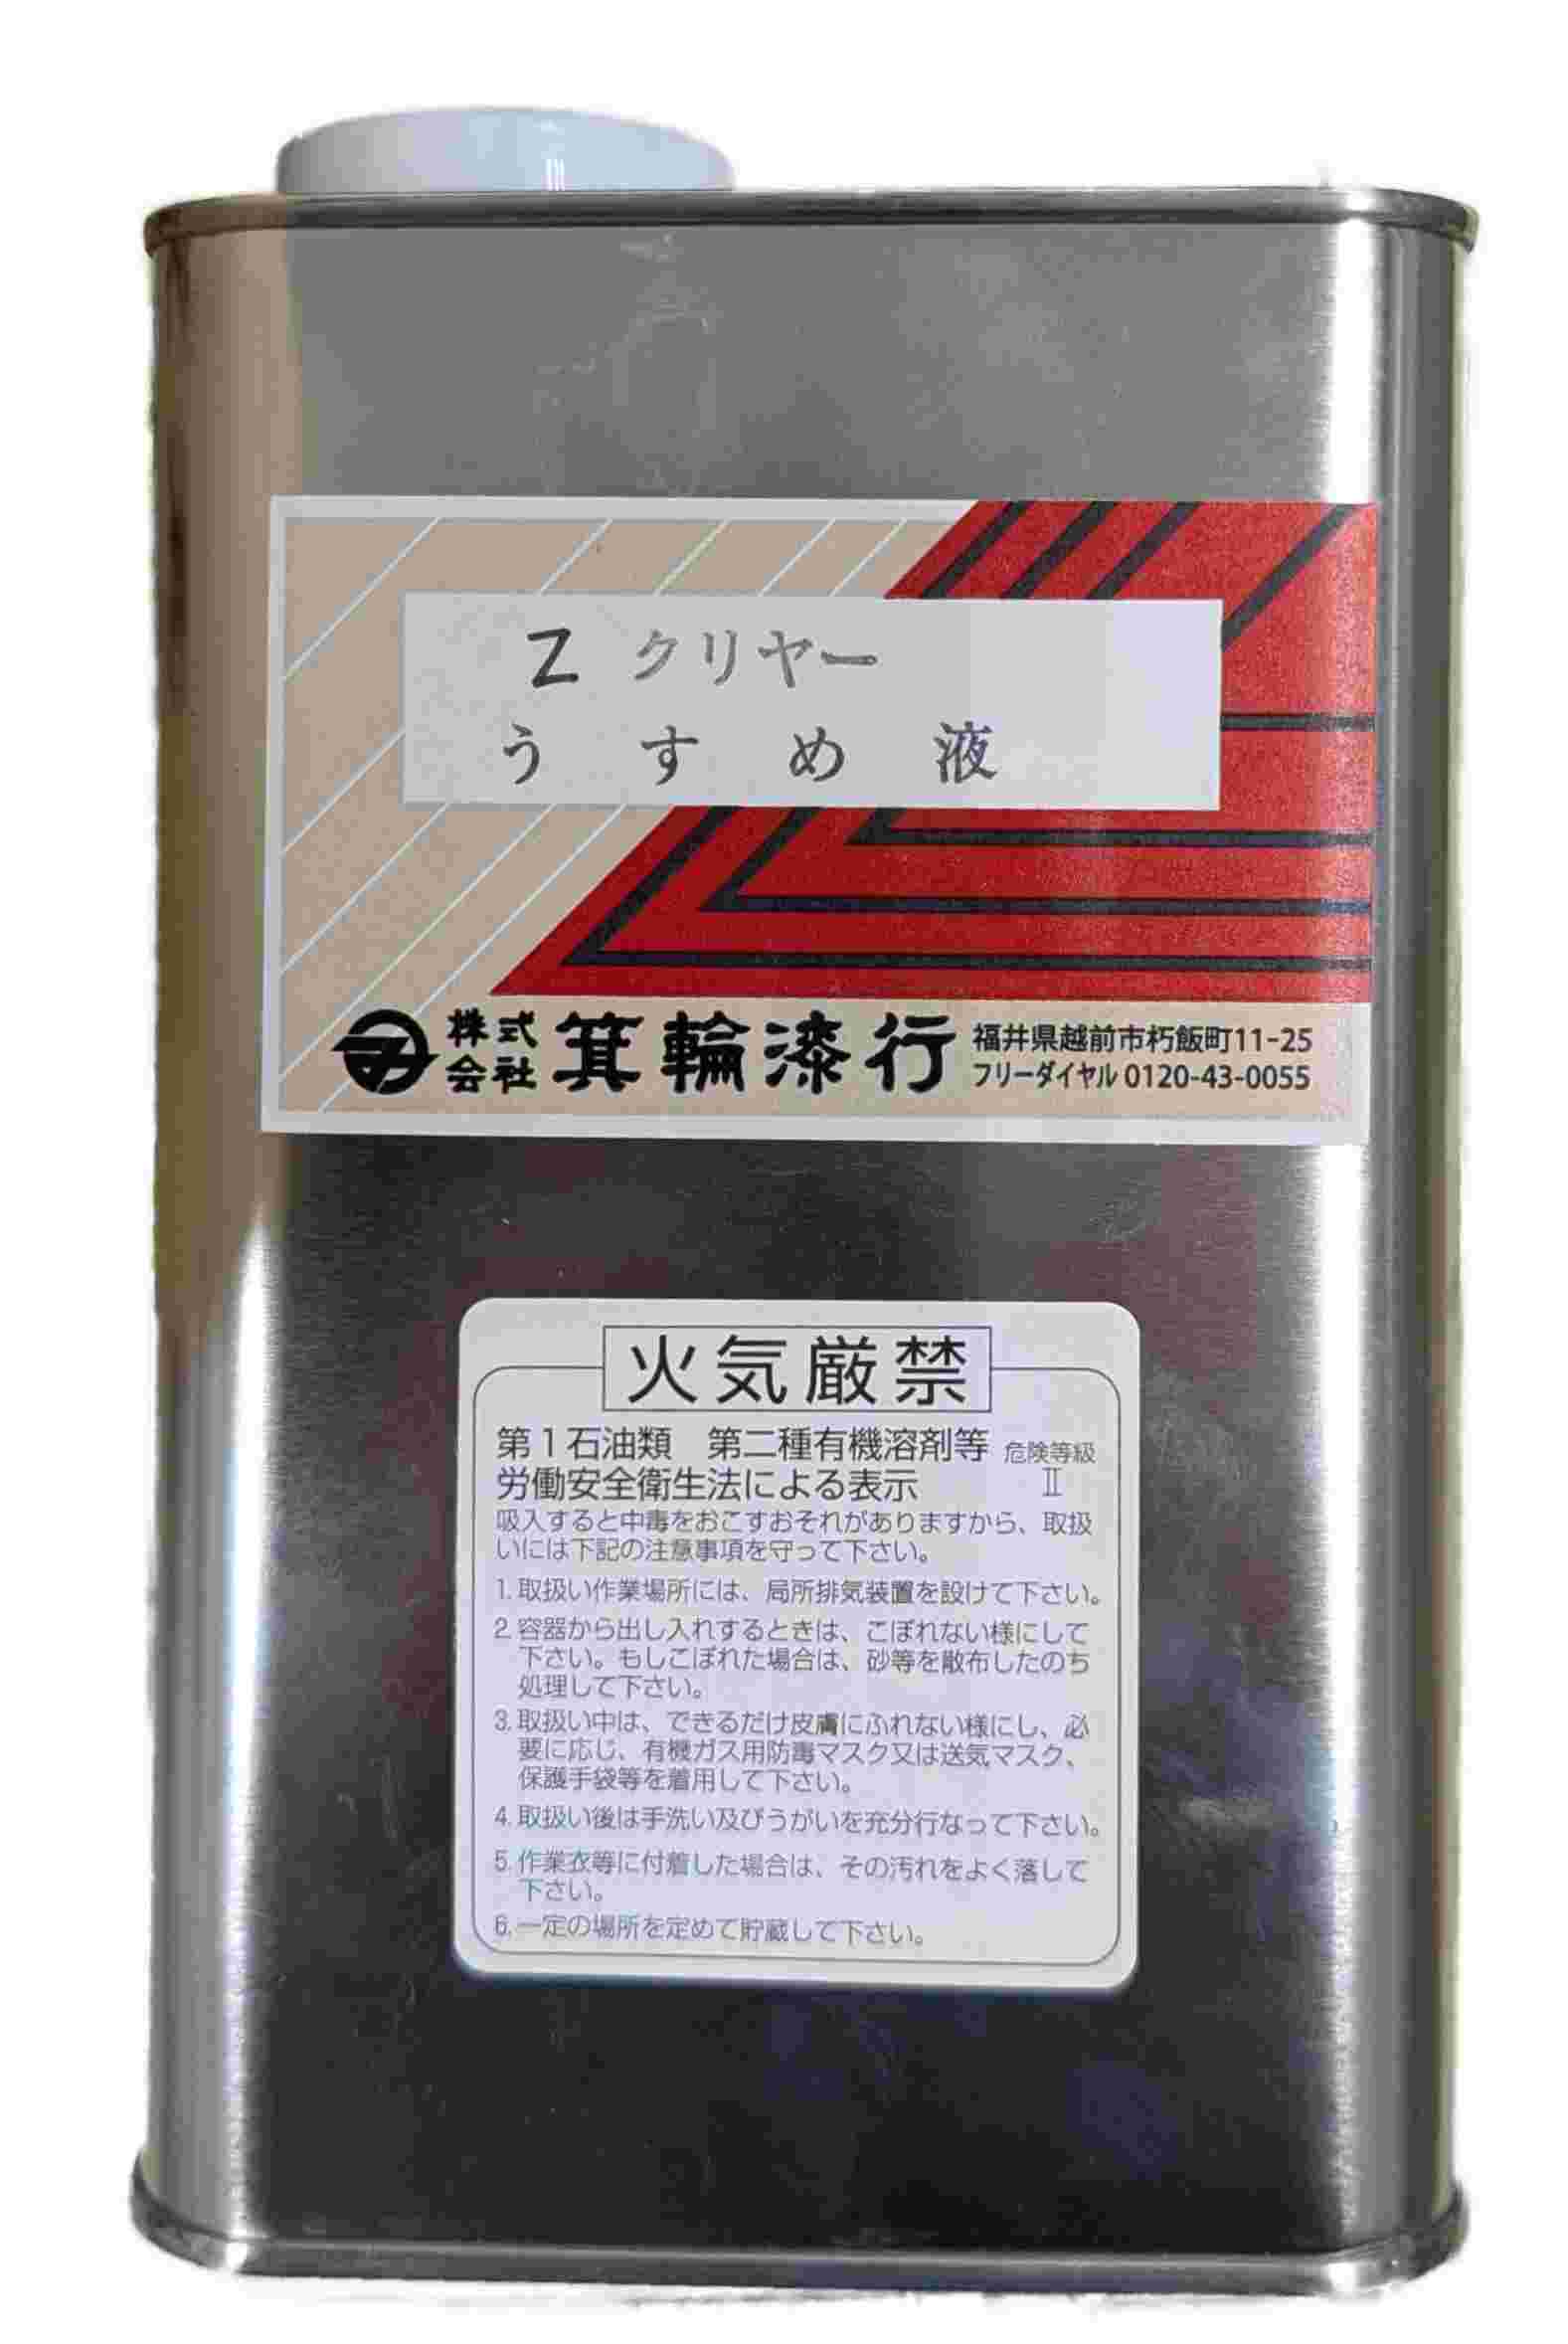 Z クリヤー
うすめ液
株式会社 箕輪漆行
福井県越前市朽飯町11-25
フリーダイヤル 0120-43-0055
火気厳禁
第1石油類 第二種有機溶剤等 危険等級
労働安全衛生法による表示 Ⅱ
吸入すると中毒をおこすおそれがありますから、取扱
いには下記の注意事項を守って下さい。
1. 取扱い作業場所には、局所排気装置を設けて下さい。
2. 容器から出し入れするときは、こぼれない様にして
下さい。もしこぼれた場合は、砂等を散布したのち
処理して下さい。
3. 取扱い中は、できるだけ皮膚にふれない様にし、必
要に応じ、有機ガス用防毒マスク又は送気マスク、
保護手袋等を着用して下さい。
4. 取扱い後は手洗い及びうがいを充分行なって下さい。
5. 作業衣等に付着した場合は、その汚れをよく落して
下さい。
6. 一定の場所を定めて貯蔵して下さい。